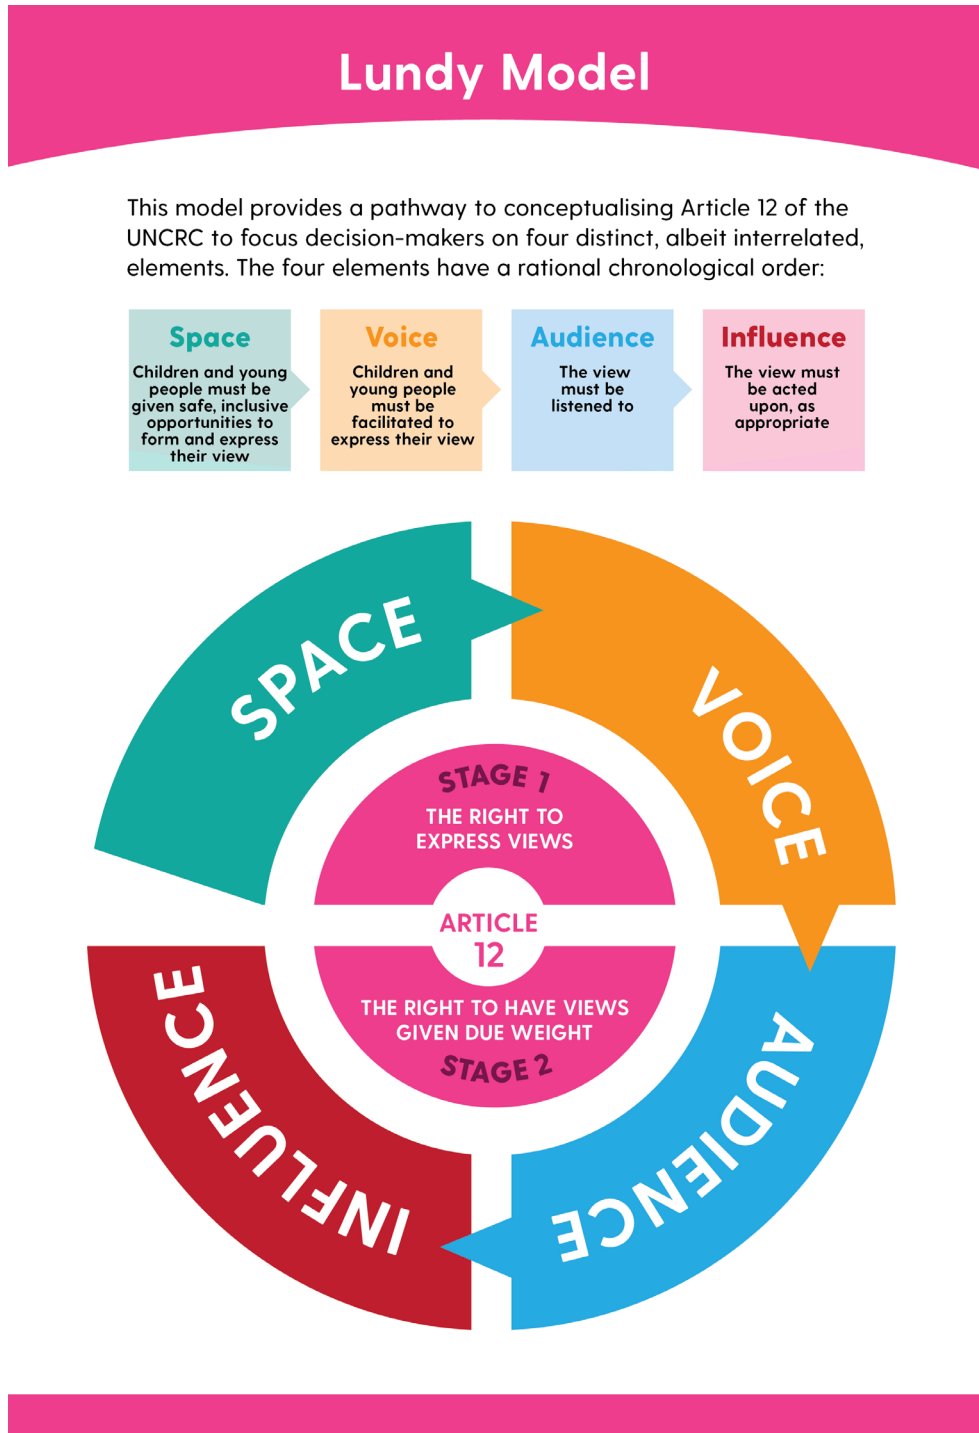 Lundy Model
This model provides a pathway to conceptualising Article 12 of the
UNCRC to focus decision-makers on four distinct, albeit interrelated,
elements. The four elements have a rational chronological order:
Space
Children and young
people must be
given safe, inclusive
opportunities to
form and express
their view
Voice
Children and
young people
must be
facilitated to
express their view
Audience
The view
must be
listened to
Influence
The view must
be acted
upon, as
appropriate
SPACE
VOICE
STAGE 1
THE RIGHT TO
EXPRESS VIEWS
ARTICLE
12
THE RIGHT TO HAVE VIEWS
GIVEN DUE WEIGHT
STAGE 2
AUDIENCE
INFLUENCE